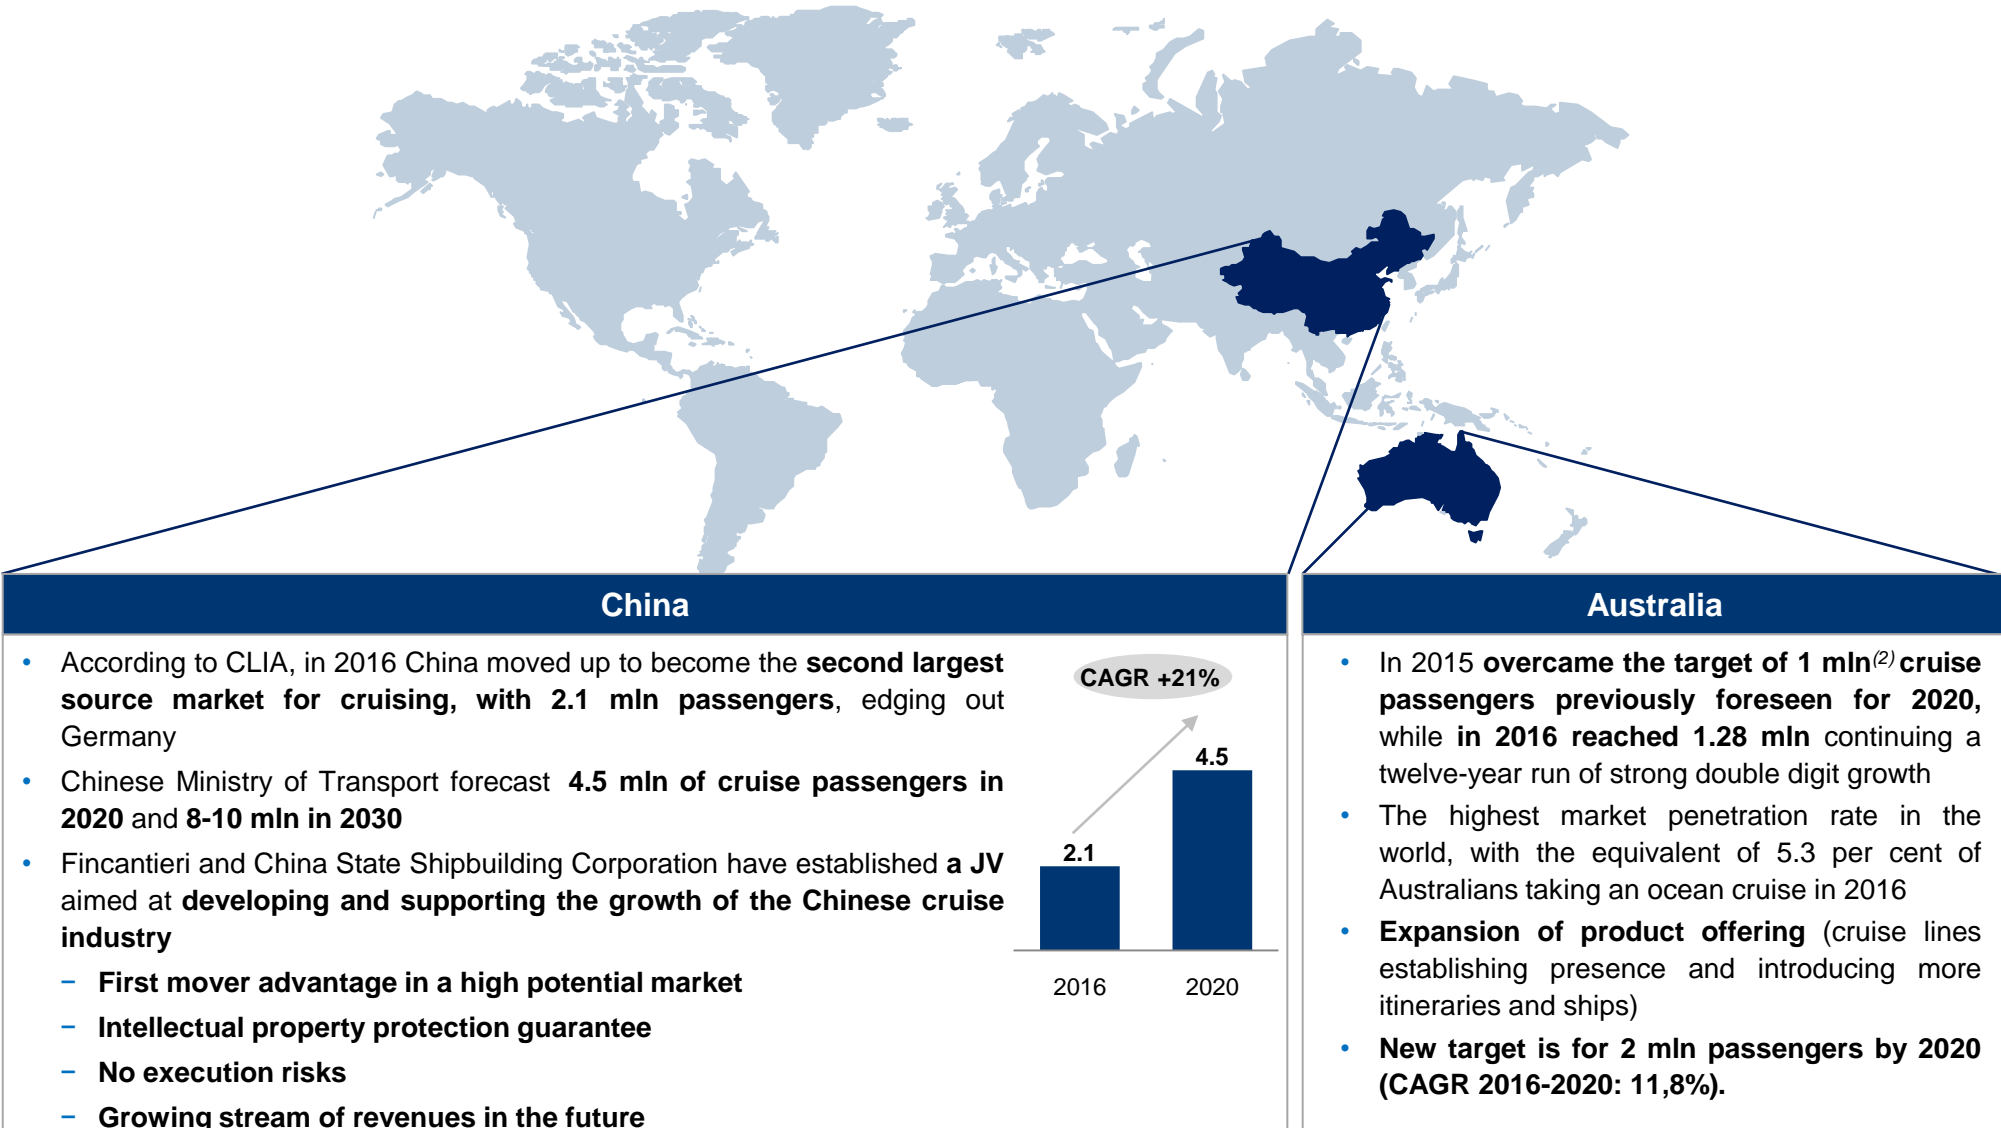 China
• According to CLIA, in 2016 China moved up to become the second largest
source market for cruising, with 2.1 mln passengers, edging out
Germany
• Chinese Ministry of Transport forecast 4.5 mln of cruise passengers in
2020 and 8-10 mln in 2030
• Fincantieri and China State Shipbuilding Corporation have established a JV
aimed at developing and supporting the growth of the Chinese cruise
industry
− First mover advantage in a high potential market
− Intellectual property protection guarantee
− No execution risks
− Growing stream of revenues in the future
CAGR +21%
4.5
2.1
2016 2020
Australia
• In 2015 overcame the target of 1 mln(2) cruise
passengers previously foreseen for 2020,
while in 2016 reached 1.28 mln continuing a
twelve-year run of strong double digit growth
• The highest market penetration rate in the
world, with the equivalent of 5.3 per cent of
Australians taking an ocean cruise in 2016
• Expansion of product offering (cruise lines
establishing presence and introducing more
itineraries and ships)
• New target is for 2 mln passengers by 2020
(CAGR 2016-2020: 11,8%).